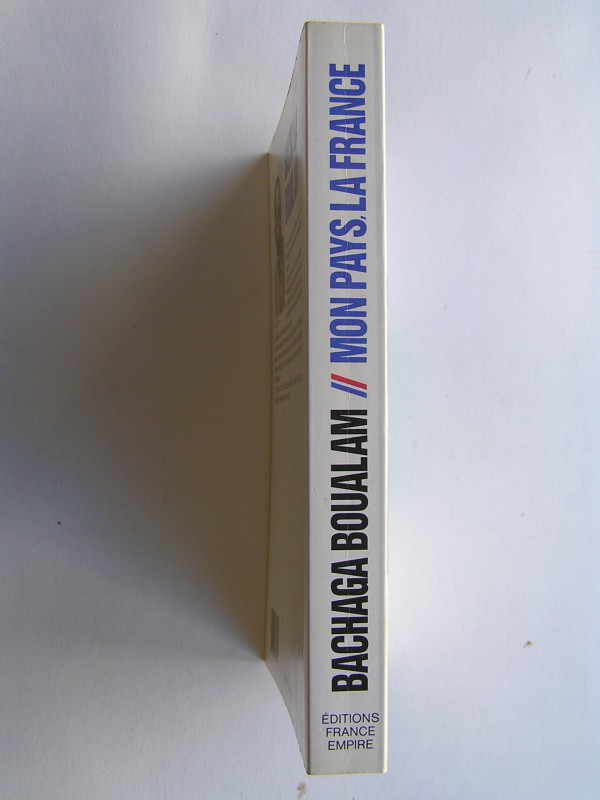 BACHAGA BOUALAM // MON PAYS, LA FRANCE
ÉDITIONS
FRANCE
EMPIRE